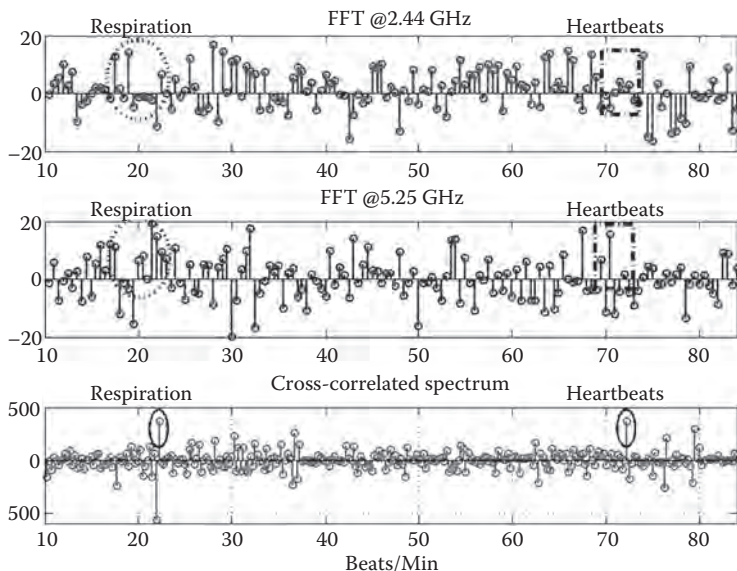 FFT @2.44 GHz
Respiration
Heartbeats
20
0
−20
10 20 30 40 50 60 70 80
FFT @5.25 GHz
Respiration
Heartbeats
20
0
−20
10 20 30 40 50 60 70 80
Cross-correlated spectrum
Respiration
Heartbeats
500
0
500
10 20 30 40 50 60 70 80
Beats/Min